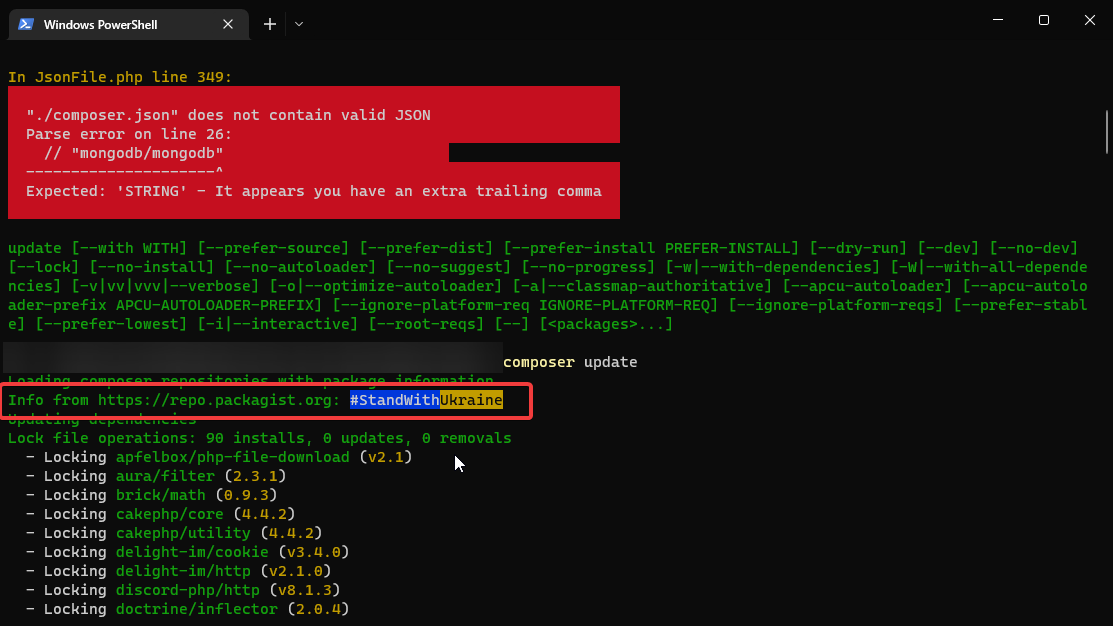 Windows PowerShell
In JsonFile.php line 349:
"./composer.json" does not contain valid JSON
Parse error on line 26:
// "mongodb/mongodb"
---------------------^
Expected: 'STRING' - It appears you have an extra trailing comma
update [--with WITH] [--prefer-source] [--prefer-dist] [--prefer-install PREFER-INSTALL] [--dry-run] [--dev] [--no-dev]
[--lock] [--no-install] [--no-autoloader] [--no-suggest] [--no-progress] [-w|--with-dependencies] [-W|--with-all-depende
ncies] [-v|vv|vvv|--verbose] [-o|--optimize-autoloader] [-a|--classmap-authoritative] [--apcu-autoloader] [--apcu-autolo
ader-prefix APCU-AUTOLOADER-PREFIX] [--ignore-platform-req IGNORE-PLATFORM-REQ] [--ignore-platform-reqs] [--prefer-stabl
e] [--prefer-lowest] [-i|--interactive] [--root-reqs] [--] [<packages>...]
composer update
Loading composer repositories with package information
Info from https://repo.packagist.org: #StandWithUkraine
Updating dependencies
Lock file operations: 90 installs, 0 updates, 0 removals
- Locking apfelbox/php-file-download (v2.1)
- Locking aura/filter (2.3.1)
- Locking brick/math (0.9.3)
- Locking cakephp/core (4.4.2)
- Locking cakephp/utility (4.4.2)
- Locking delight-im/cookie (v3.4.0)
- Locking delight-im/http (v2.1.0)
- Locking discord-php/http (v8.1.3)
- Locking doctrine/inflector (2.0.4)